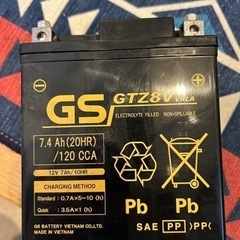 GS
GTZ8V VRLA
ELECTROLYTE FILLED NON-SPILLABLE
7.4 Ah(20HR)
/120 CCA
12V 7Ah/10HR
CHARGING METHOD
Standard : 0.7A×5~10 (h)
Quick : 3.5A×1 (h)
GS BATTERY VIETNAM CO.,LTD.
MADE IN VIETNAM
Pb Pb
SAE PP >PP<